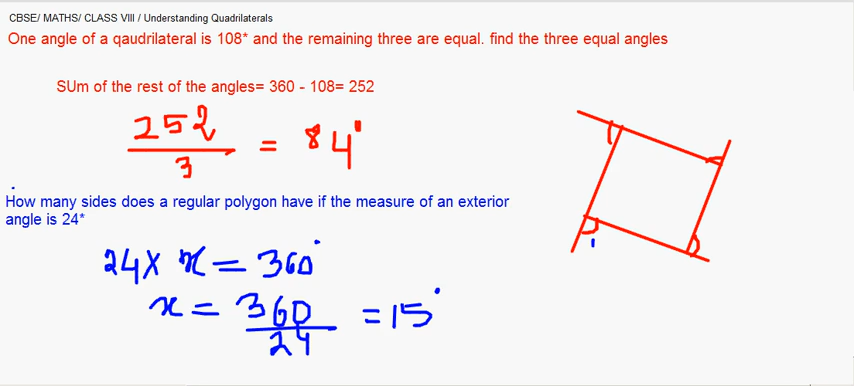 CBSE/ MATHS/ CLASS VIII / Understanding Quadrilaterals
One angle of a qaudrilateral is 108* and the remaining three are equal. find the three equal angles
SUm of the rest of the angles= 360 - 108= 252
252/3 = 84°
How many sides does a regular polygon have if the measure of an exterior
angle is 24*
24 x x = 360°
x = 360/24 = 15°